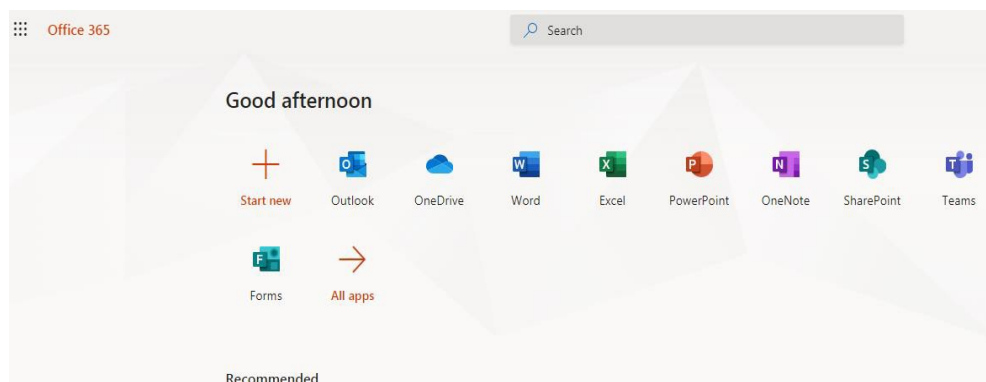 Office 365
Search
Good afternoon
Start new
Outlook
OneDrive
Word
Excel
PowerPoint
OneNote
SharePoint
Teams
Forms
All apps
Recommended